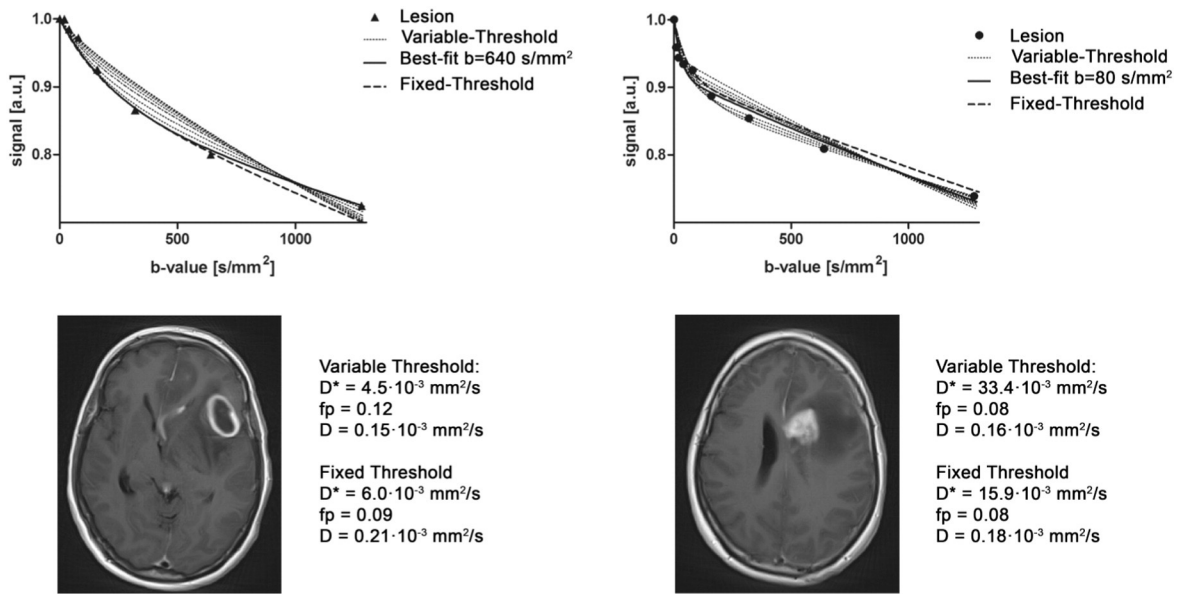 1.0
0.9
0.8
signal [a.u.]
0
500
1000
b-value [s/mm²]
Lesion
Variable-Threshold
Best-fit b=640 s/mm²
Fixed-Threshold
1.0
0.9
0.8
signal [a.u.]
0
500
1000
b-value [s/mm²]
Lesion
Variable-Threshold
Best-fit b=80 s/mm²
Fixed-Threshold
Variable Threshold:
D* = 4.5·10⁻³ mm²/s
fp = 0.12
D = 0.15·10⁻³ mm²/s
Fixed Threshold
D* = 6.0·10⁻³ mm²/s
fp = 0.09
D = 0.21·10⁻³ mm²/s
Variable Threshold:
D* = 33.4·10⁻³ mm²/s
fp = 0.08
D = 0.16·10⁻³ mm²/s
Fixed Threshold
D* = 15.9·10⁻³ mm²/s
fp = 0.08
D = 0.18·10⁻³ mm²/s